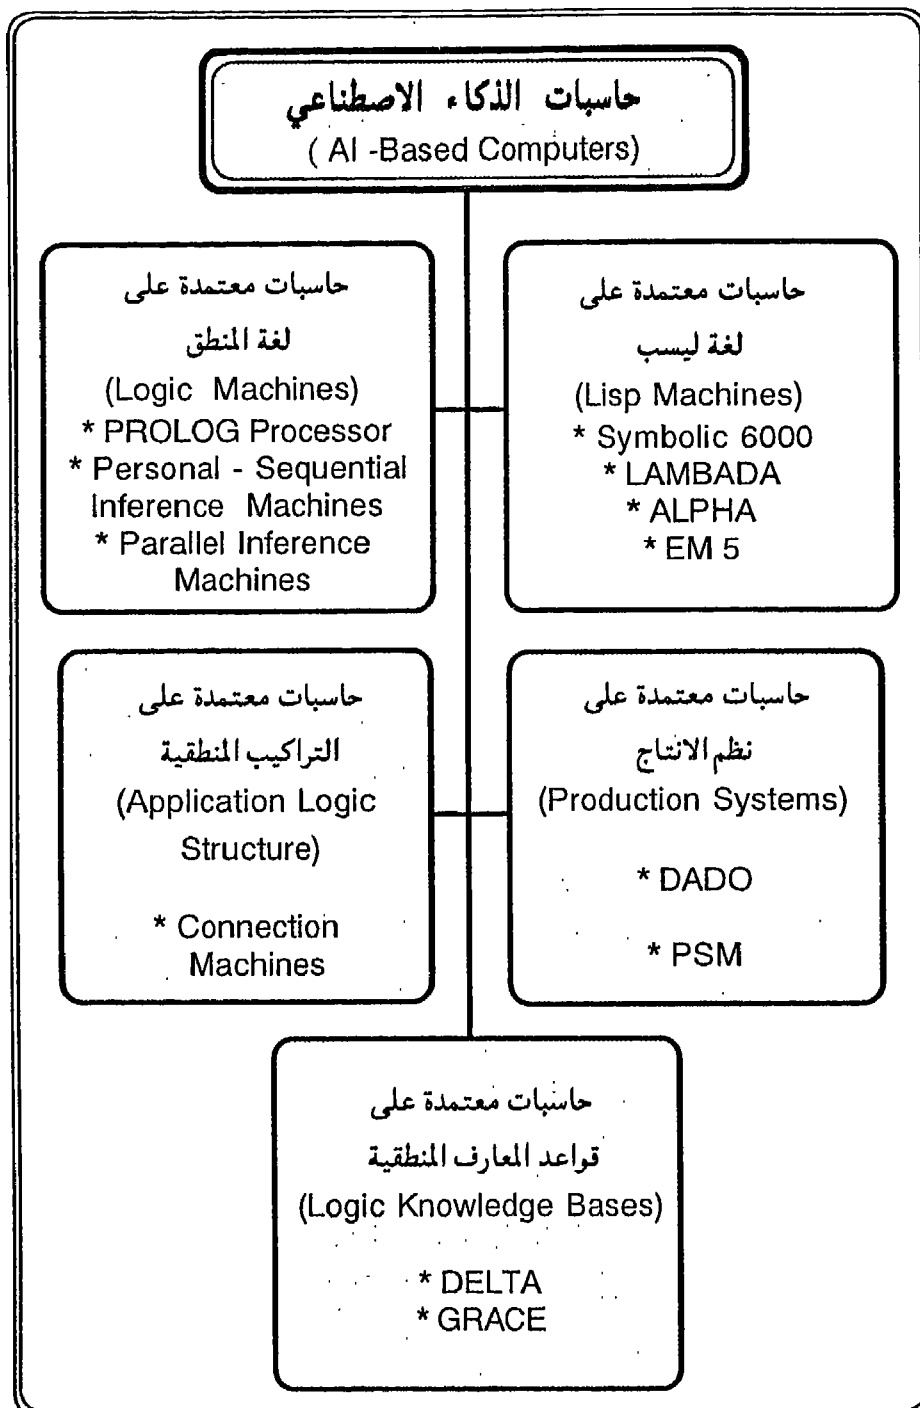 حاسبات الذكاء الاصطناعي
( AI -Based Computers)
حاسبات معتمدة على
لغة ليسب
(Lisp Machines)
* Symbolic 6000
* LAMBADA
* ALPHA
* EM 5
حاسبات معتمدة على
لغة المنطق
(Logic Machines)
* PROLOG Processor
* Personal - Sequential
Inference Machines
* Parallel Inference
Machines
حاسبات معتمدة على
نظم الانتاج
(Production Systems)
* DADO
* PSM
حاسبات معتمدة على
التراكيب المنطقية
(Application Logic
Structure)
* Connection
Machines
حاسبات معتمدة على
قواعد المعارف المنطقية
(Logic Knowledge Bases)
* DELTA
* GRACE